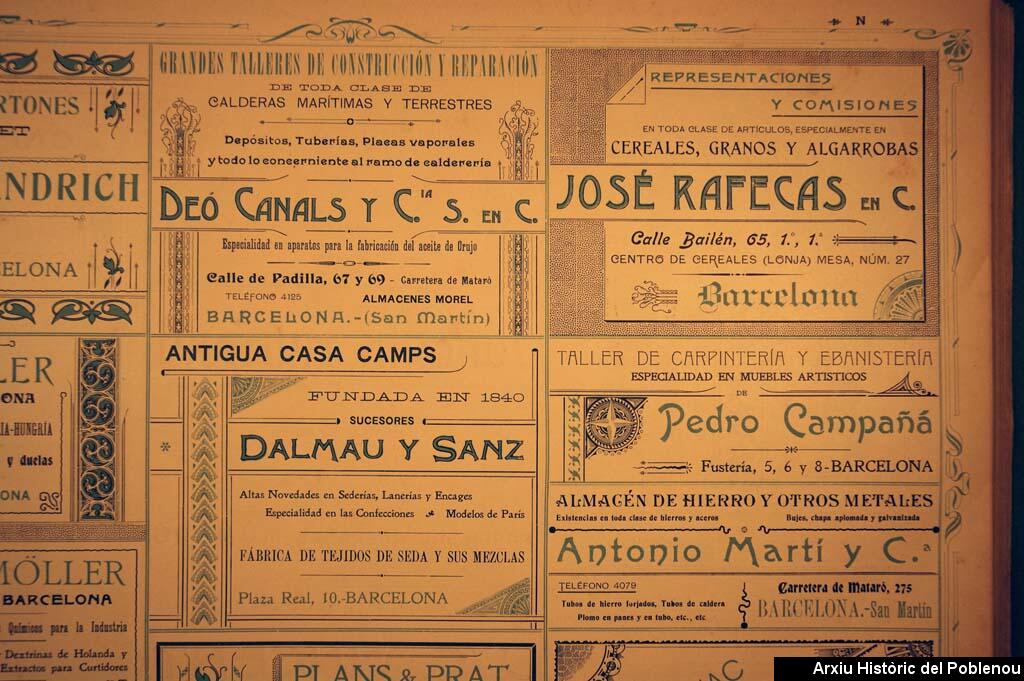 N
RTONES
ET
NDRICH
CELONA
LER
ONA
IA-HUNGRÍA
y duelas
LONA
MÖLLER
BARCELONA
Químicos para la Industria
Dextrinas de Holanda y
Extractos para Curtidores
GRANDES TALLERES DE CONSTRUCCIÓN Y REPARACIÓN
DE TODA CLASE DE
CALDERAS MARÍTIMAS Y TERRESTRES
Depósitos, Tuberías, Placas vaporales
y todo lo concerniente al ramo de calderería
DEÓ CANALS Y C.IA S. EN C.
Especialidad en aparatos para la fabricación del aceite de Orujo
Calle de Padilla, 67 y 69 - Carretera de Mataró
TELÉFONO 4125 ALMACENES MOREL
BARCELONA.-(San Martín)
ANTIGUA CASA CAMPS
FUNDADA EN 1840
SUCESORES
DALMAU Y SANZ
Altas Novedades en Sederías, Lanerías y Encages
Especialidad en las Confecciones Modelos de París
FÁBRICA DE TEJIDOS DE SEDA Y SUS MEZCLAS
Plaza Real, 10.-BARCELONA
PLANS & PRAT
REPRESENTACIONES
Y COMISIONES
EN TODA CLASE DE ARTÍCULOS, ESPECIALMENTE EN
CEREALES, GRANOS Y ALGARROBAS
JOSÉ RAFECAS EN C.
Calle Bailén, 65, 1.º, 1.ª
CENTRO DE CEREALES (LONJA) MESA, NÚM. 27
Barcelona
TALLER DE CARPINTERÍA Y EBANISTERÍA
ESPECIALIDAD EN MUEBLES ARTISTICOS
DE
Pedro Campañá
Fustería, 5, 6 y 8-BARCELONA
ALMACÉN DE HIERRO Y OTROS METALES
Existencias en toda clase de hierros y aceros Bujes, chapa aplomada y galvanizada
Antonio Martí y C.ª
TELÉFONO 4079 Carretera de Mataró, 275
Tubos de hierro forjados, Tubos de caldera BARCELONA.-San Martín
Plomo en panes y en tubo, etc., etc
Arxiu Històric del Poblenou